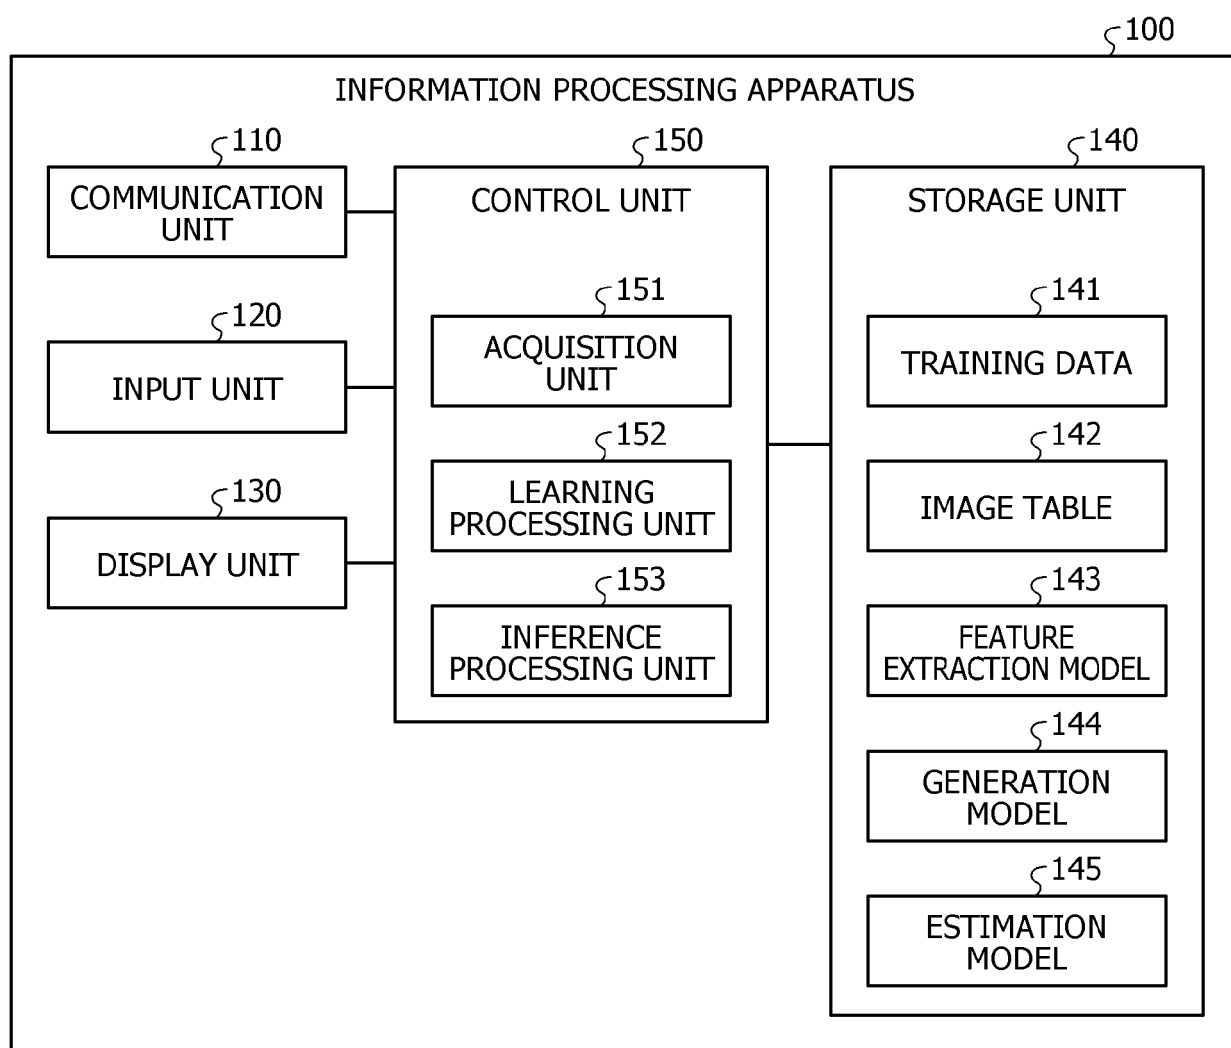 100
INFORMATION PROCESSING APPARATUS
110
COMMUNICATION
UNIT
120
INPUT UNIT
130
DISPLAY UNIT
150
CONTROL UNIT
151
ACQUISITION
UNIT
152
LEARNING
PROCESSING UNIT
153
INFERENCE
PROCESSING UNIT
140
STORAGE UNIT
141
TRAINING DATA
142
IMAGE TABLE
143
FEATURE
EXTRACTION MODEL
144
GENERATION
MODEL
145
ESTIMATION
MODEL